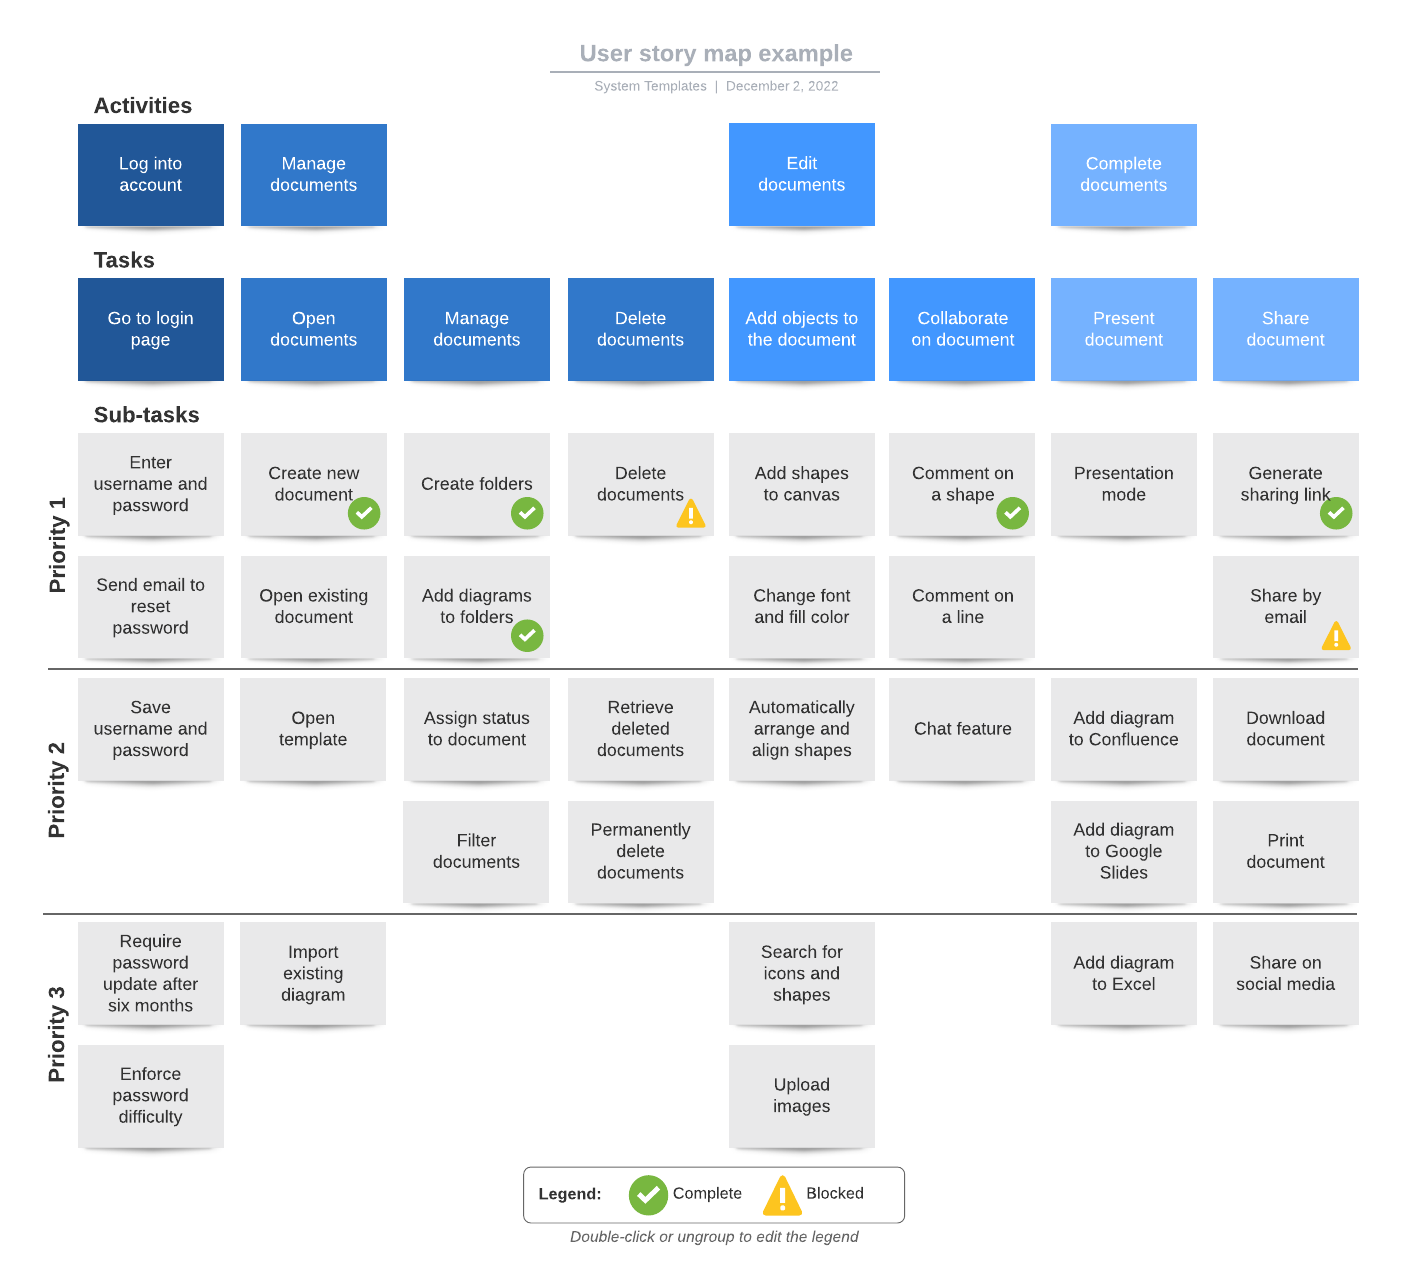 User story map example
System Templates | December 2, 2022
Activities
Log into
account
Manage
documents
Edit
documents
Complete
documents
Tasks
Go to login
page
Open
documents
Manage
documents
Delete
documents
Add objects to
the document
Collaborate
on document
Present
document
Share
document
Sub-tasks
Priority 1
Enter
username and
password
Create new
document
Create folders
Delete
documents
Add shapes
to canvas
Comment on
a shape
Presentation
mode
Generate
sharing link
Send email to
reset
password
Open existing
document
Add diagrams
to folders
Change font
and fill color
Comment on
a line
Share by
email
Priority 2
Save
username and
password
Open
template
Assign status
to document
Retrieve
deleted
documents
Automatically
arrange and
align shapes
Chat feature
Add diagram
to Confluence
Download
document
Filter
documents
Permanently
delete
documents
Add diagram
to Google
Slides
Print
document
Priority 3
Require
password
update after
six months
Import
existing
diagram
Search for
icons and
shapes
Add diagram
to Excel
Share on
social media
Enforce
password
difficulty
Upload
images
Legend:
Complete
Blocked
Double-click or ungroup to edit the legend